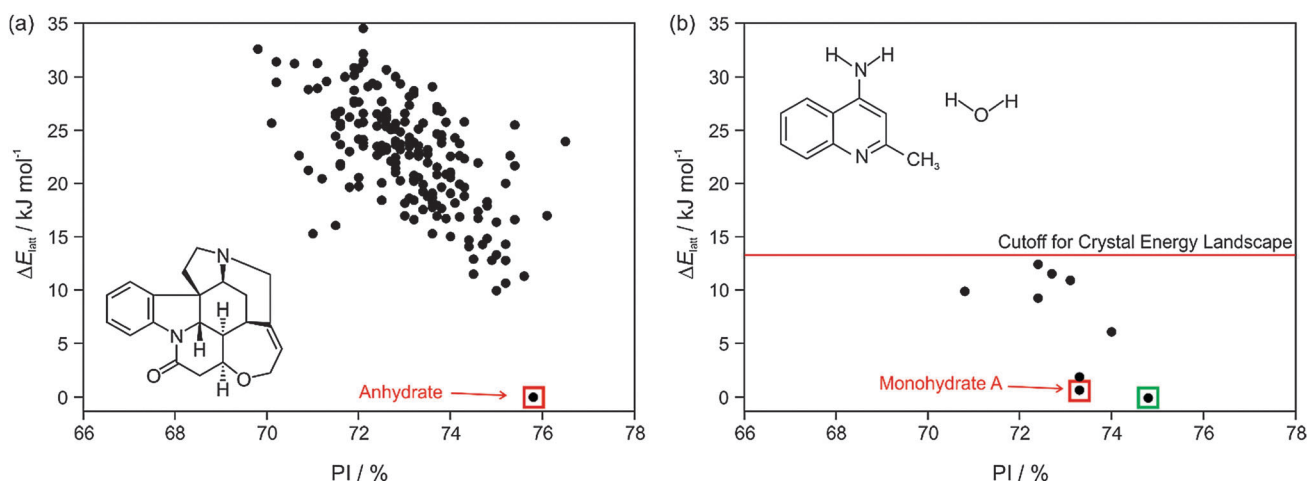 (a)
35
30
25
20
15
10
5
0
ΔE_latt / kJ mol⁻¹
N
H
N
H
O
H
O
Anhydrate
66
68
70
72
74
76
78
PI / %
(b)
35
30
25
20
15
10
5
0
ΔE_latt / kJ mol⁻¹
H
H
N
H
H
O
N
CH₃
Cutoff for Crystal Energy Landscape
Monohydrate A
66
68
70
72
74
76
78
PI / %